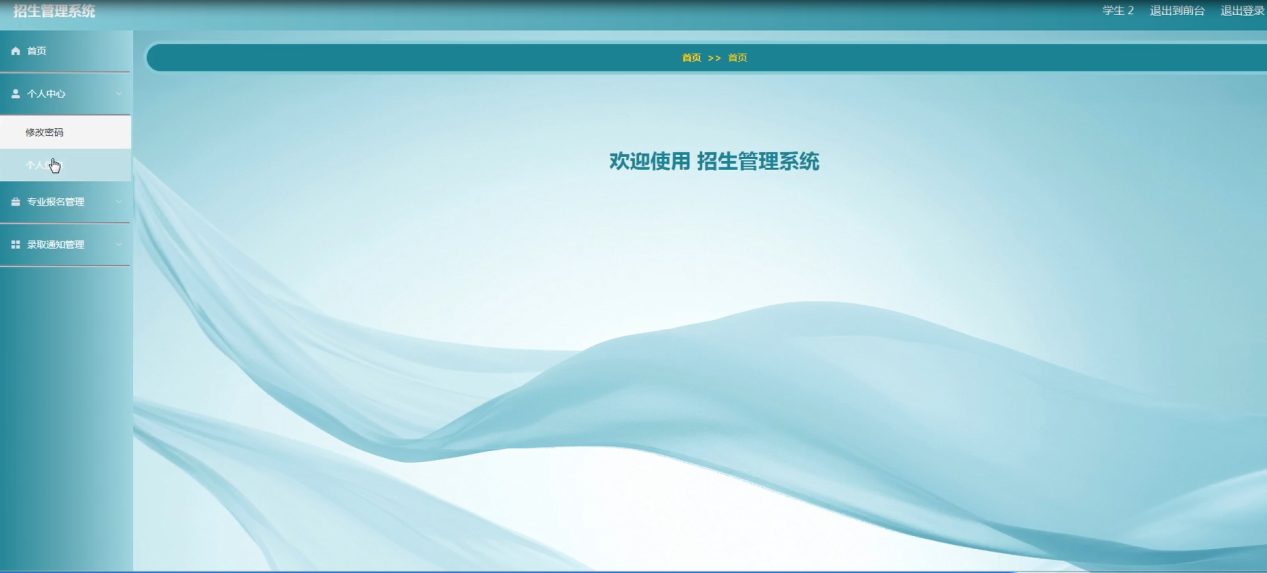 招生管理系统
学生 2 退出到前台 退出登录
首页
首页 >> 首页
个人中心
修改密码
个人
专业报名管理
录取通知管理
欢迎使用 招生管理系统